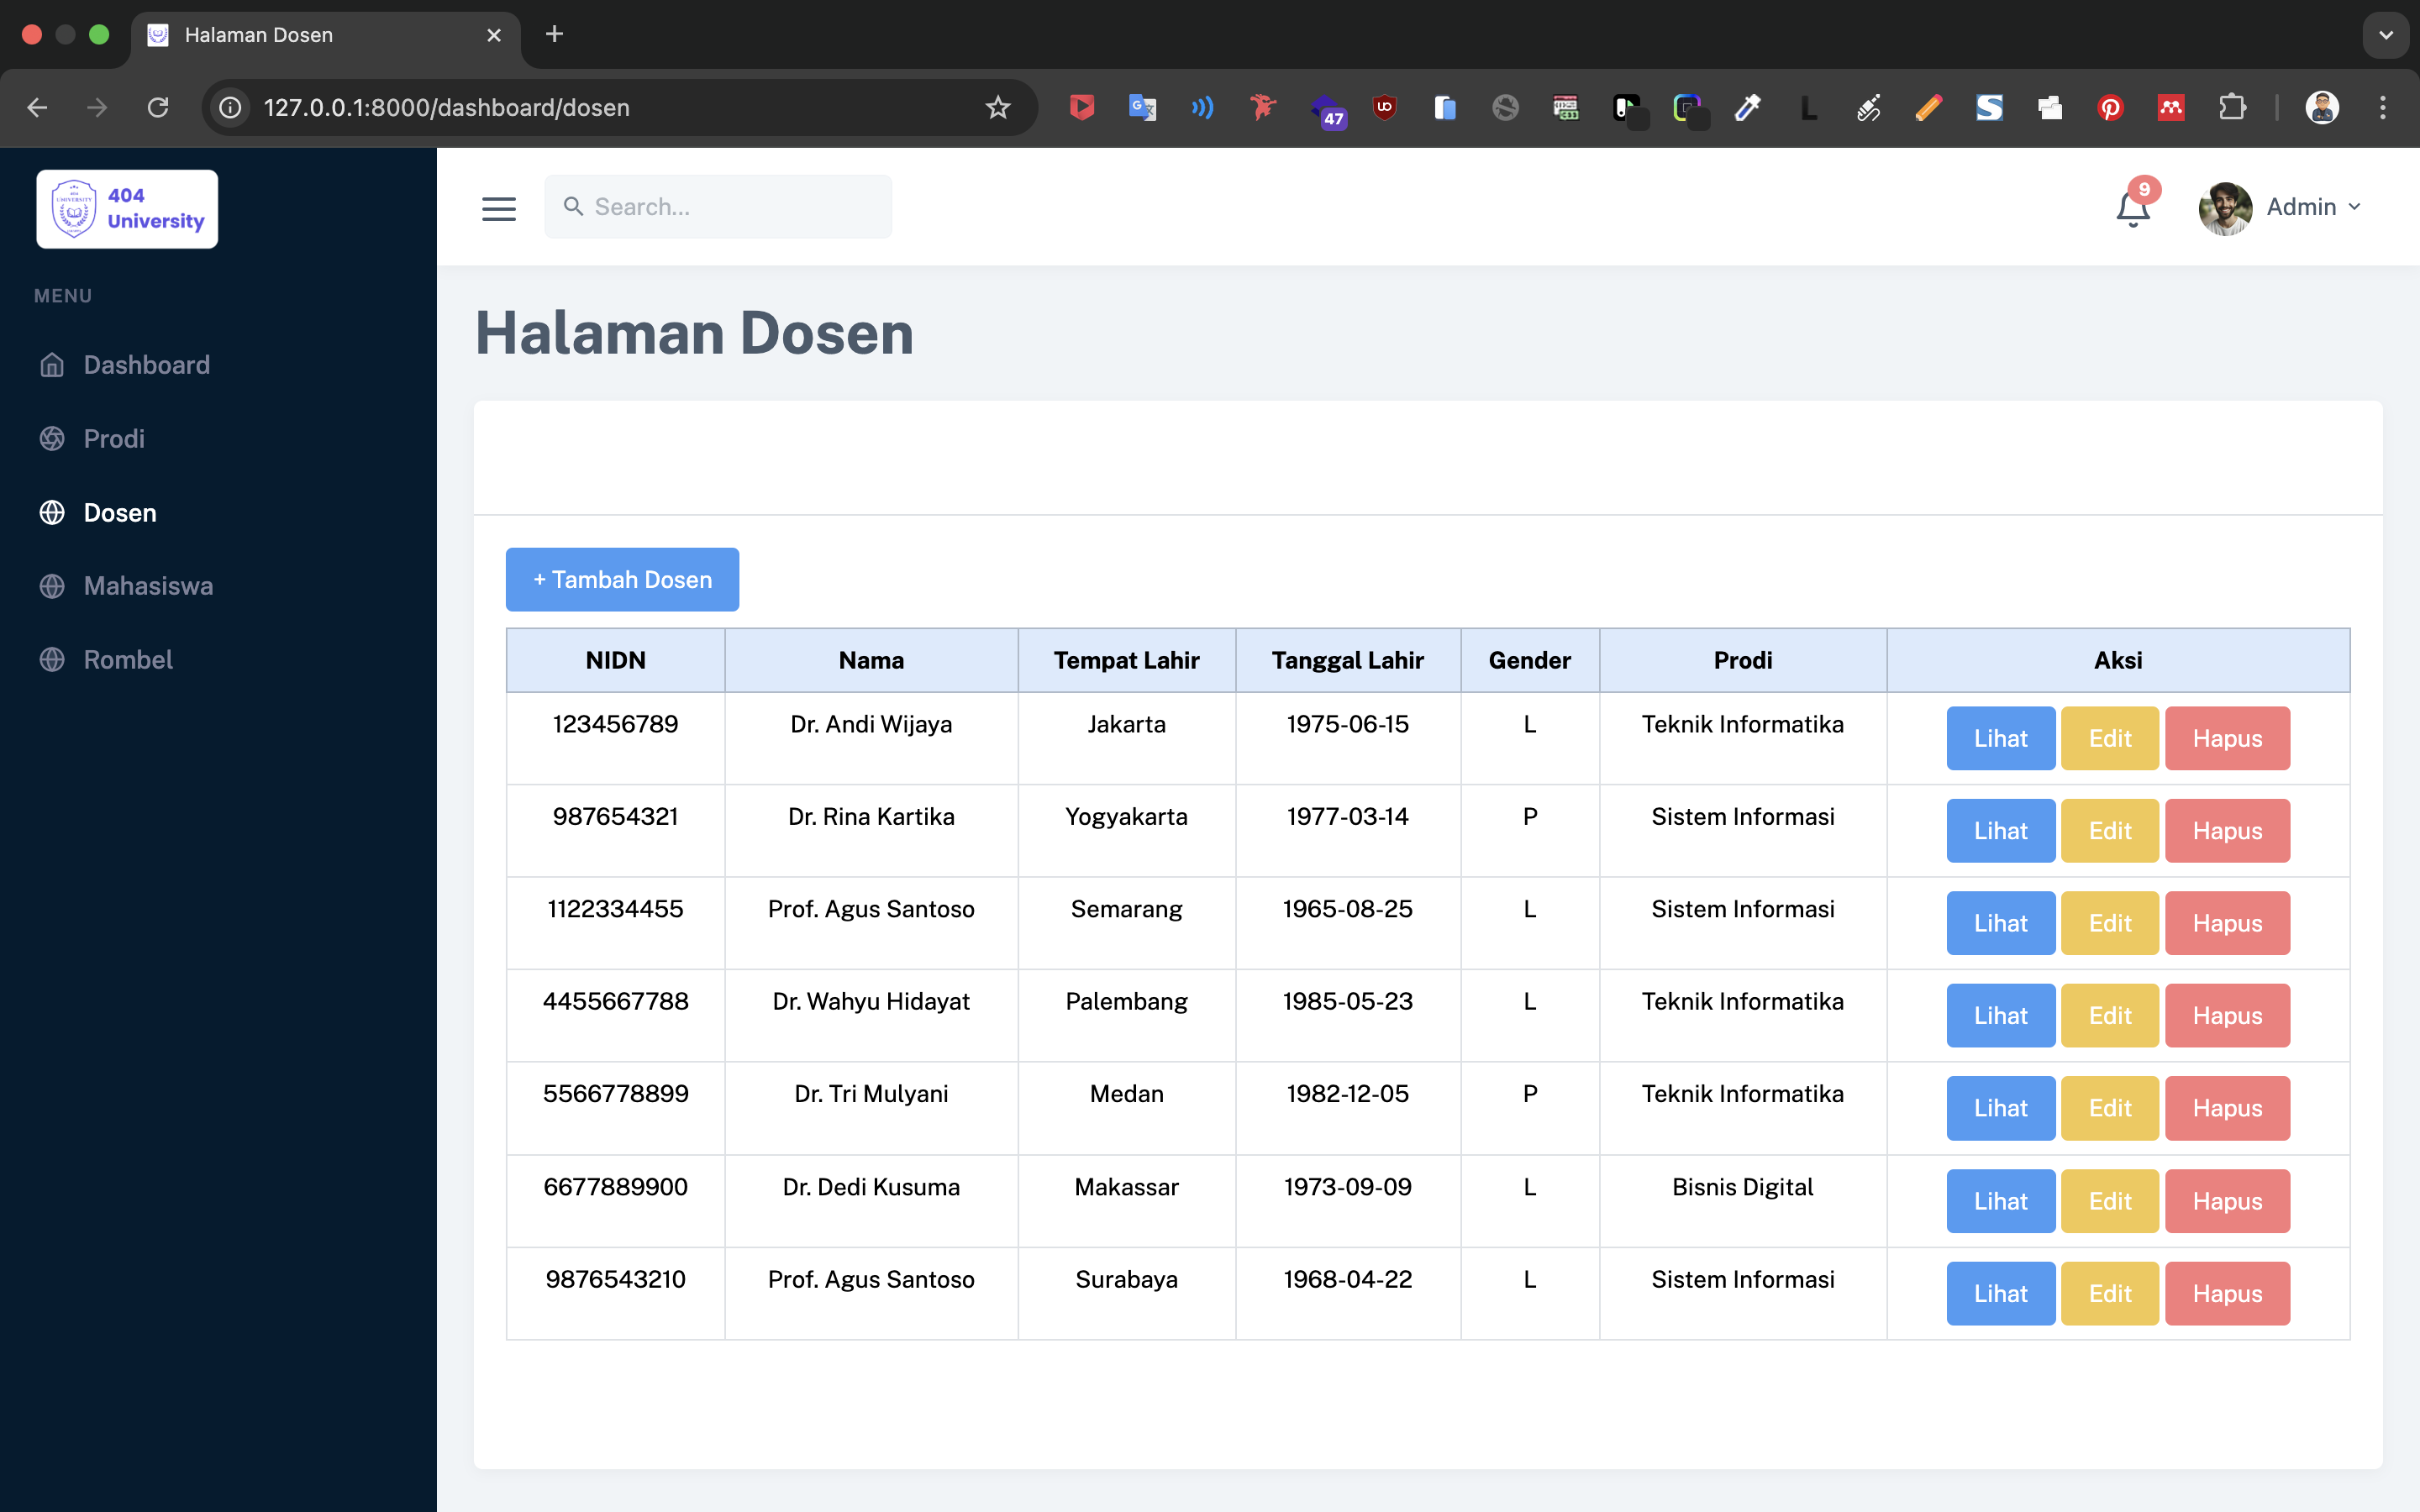 Halaman Dosen
127.0.0.1:8000/dashboard/dosen
47
404
University
Search...
9
Admin
MENU
Dashboard
Prodi
Dosen
Mahasiswa
Rombel
Halaman Dosen
+ Tambah Dosen
NIDN Nama Tempat Lahir Tanggal Lahir Gender Prodi Aksi
123456789 Dr. Andi Wijaya Jakarta 1975-06-15 L Teknik Informatika Lihat Edit Hapus
987654321 Dr. Rina Kartika Yogyakarta 1977-03-14 P Sistem Informasi Lihat Edit Hapus
1122334455 Prof. Agus Santoso Semarang 1965-08-25 L Sistem Informasi Lihat Edit Hapus
4455667788 Dr. Wahyu Hidayat Palembang 1985-05-23 L Teknik Informatika Lihat Edit Hapus
5566778899 Dr. Tri Mulyani Medan 1982-12-05 P Teknik Informatika Lihat Edit Hapus
6677889900 Dr. Dedi Kusuma Makassar 1973-09-09 L Bisnis Digital Lihat Edit Hapus
9876543210 Prof. Agus Santoso Surabaya 1968-04-22 L Sistem Informasi Lihat Edit Hapus